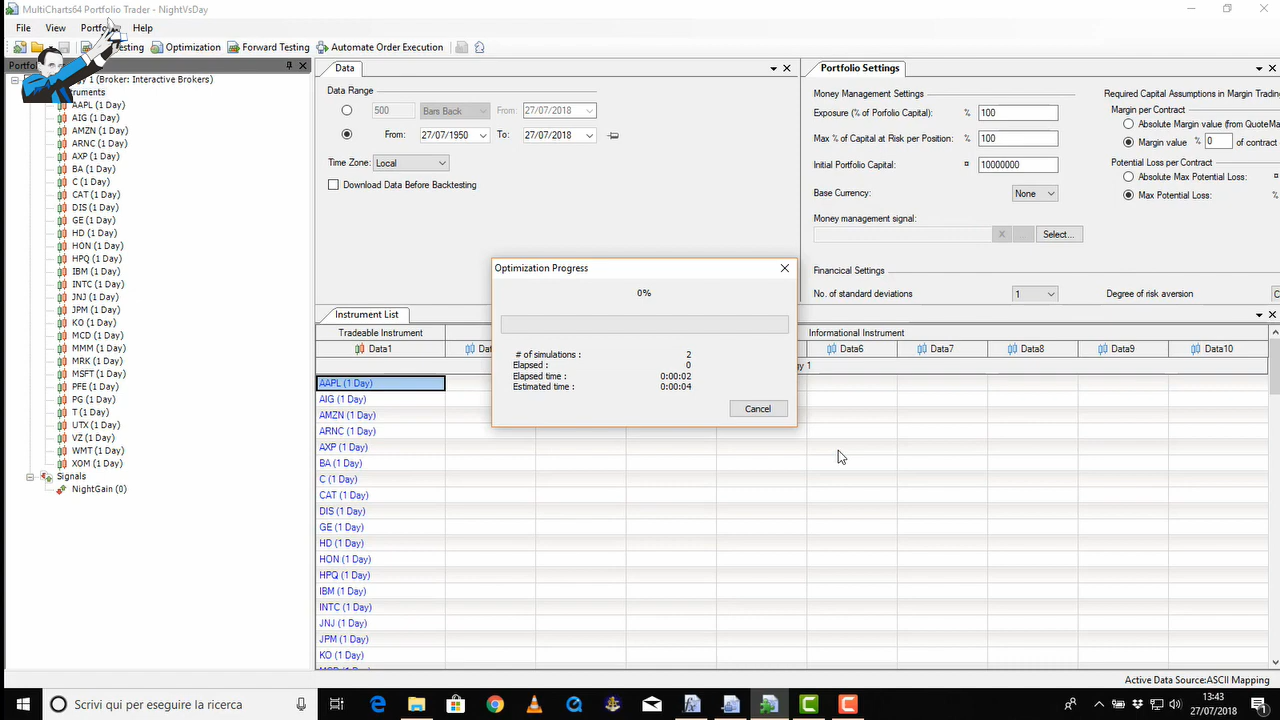 MultiCharts64 Portfolio Trader - NightVsDay
File View Portfo Help
Testing Optimization Forward Testing Automate Order Execution
Portfo
1 (Broker: Interactive Brokers)
AAPL (1 Day)
AIG (1 Day)
AMZN (1 Day)
ARNC (1 Day)
AXP (1 Day)
BA (1 Day)
C (1 Day)
CAT (1 Day)
DIS (1 Day)
GE (1 Day)
HD (1 Day)
HON (1 Day)
HPQ (1 Day)
IBM (1 Day)
INTC (1 Day)
JNJ (1 Day)
JPM (1 Day)
KO (1 Day)
MCD (1 Day)
MMM (1 Day)
MRK (1 Day)
MSFT (1 Day)
PFE (1 Day)
PG (1 Day)
T (1 Day)
UTX (1 Day)
VZ (1 Day)
WMT (1 Day)
XOM (1 Day)
Signals
NightGain (0)
Data
Data Range
500 Bars Back From: 27/07/2018
From: 27/07/1950 To: 27/07/2018
Time Zone: Local
Download Data Before Backtesting
Portfolio Settings
Money Management Settings
Exposure (% of Porfolio Capital): % 100
Max % of Capital at Risk per Position: % 100
Initial Portfolio Capital: ¤ 10000000
Base Currency: None
Money management signal:
X ... Select...
Financical Settings
No. of standard deviations 1 Degree of risk aversion
Required Capital Assumptions in Margin Trading
Margin per Contract
Absolute Margin value (from QuoteMa
Margin value % 0 of contract
Potential Loss per Contract
Absolute Max Potential Loss: ¤
Max Potential Loss: %
Optimization Progress
0%
# of simulations : 2
Elapsed : 0
Elapsed time : 0:00:02
Estimated time : 0:00:04
Cancel
Instrument List
Tradeable Instrument Informational Instrument
Data1 Dat Data6 Data7 Data8 Data9 Data10
y 1
AAPL (1 Day)
AIG (1 Day)
AMZN (1 Day)
ARNC (1 Day)
AXP (1 Day)
BA (1 Day)
C (1 Day)
CAT (1 Day)
DIS (1 Day)
GE (1 Day)
HD (1 Day)
HON (1 Day)
HPQ (1 Day)
IBM (1 Day)
INTC (1 Day)
JNJ (1 Day)
JPM (1 Day)
KO (1 Day)
Active Data Source:ASCII Mapping
Scrivi qui per eseguire la ricerca
13:43
27/07/2018